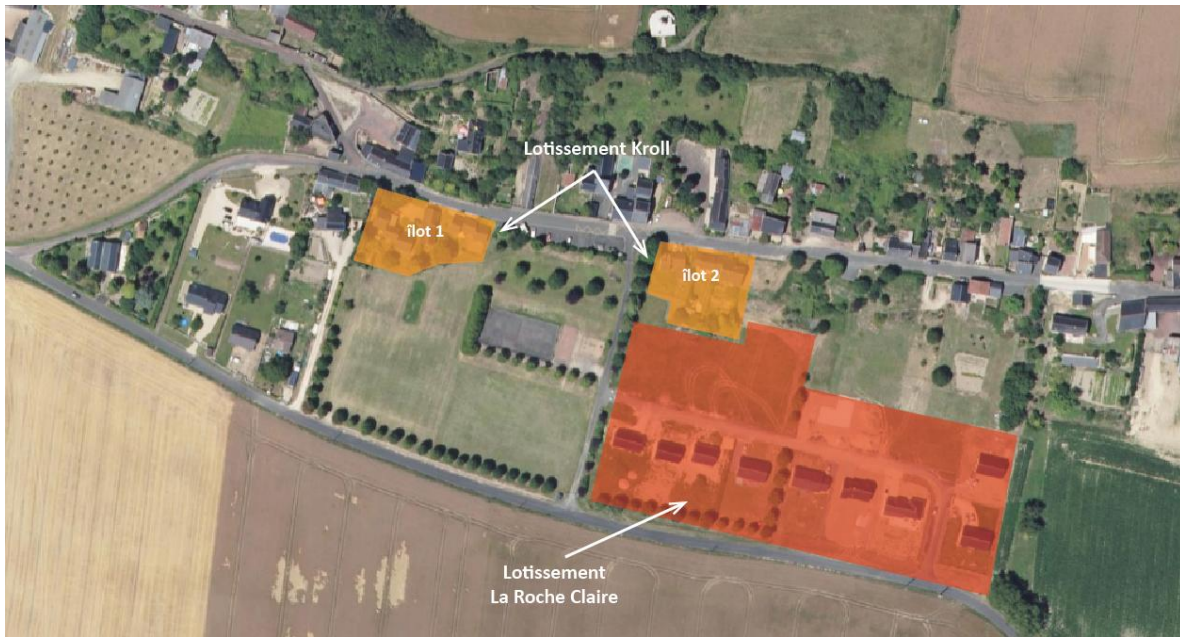 Lotissement Kroll
îlot 1
îlot 2
Lotissement
La Roche Claire